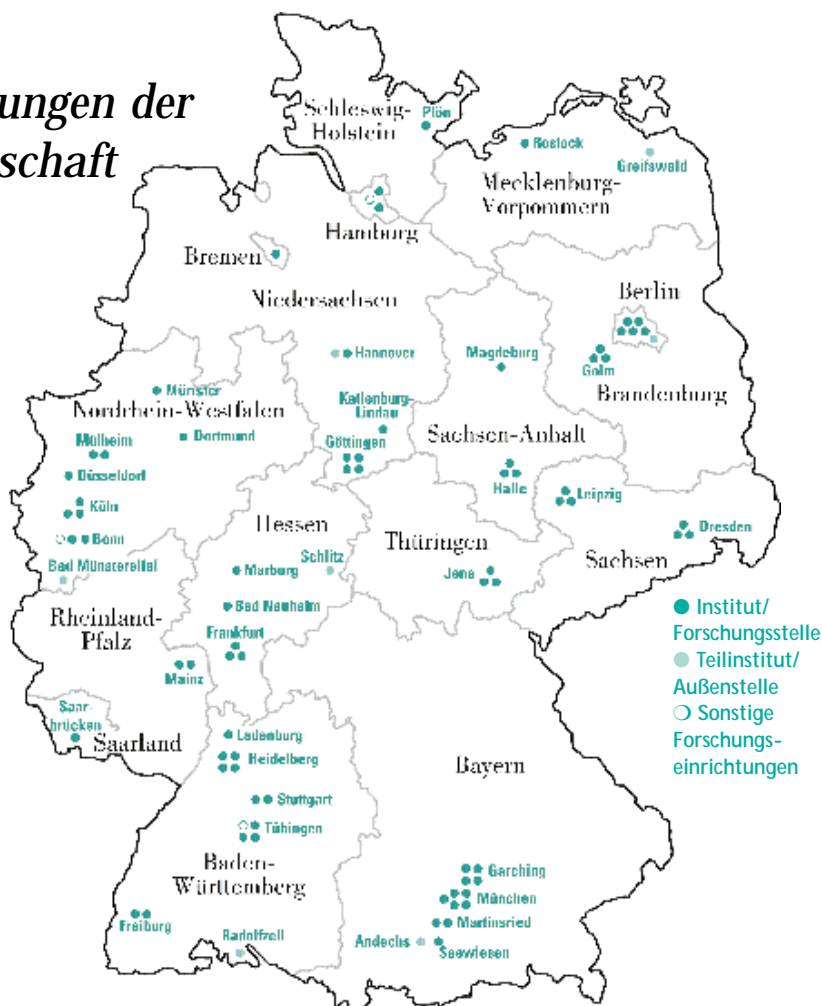 ungen der
schaft
Schleswig-
Holstein
Plön
Rostock
Greifswald
Mecklenburg-
Vorpommern
Hamburg
Bremen
Niedersachsen
Berlin
Hannover
Magdeburg
Golm
Brandenburg
Münster
Nordrhein-Westfalen
Katlenburg-
Lindau
Dortmund
Sachsen-Anhalt
Mülheim
Göttingen
Düsseldorf
Halle
Leipzig
Köln
Hessen
Dresden
Bonn
Thüringen
Schlitz
Sachsen
Bad Münstereifel
Marburg
Jena
Rheinland-
Pfalz
Bad Nauheim
Frankfurt
Mainz
Saar-
brücken
Saarland
Ladenburg
Heidelberg
Bayern
Stuttgart
Tübingen
Baden-
Württemberg
Garching
München
Martinsried
Freiburg
Radolfzell
Andechs
Seewiesen
Institut/
Forschungsstelle
Teilinstitut/
Außenstelle
Sonstige
Forschungs-
einrichtungen